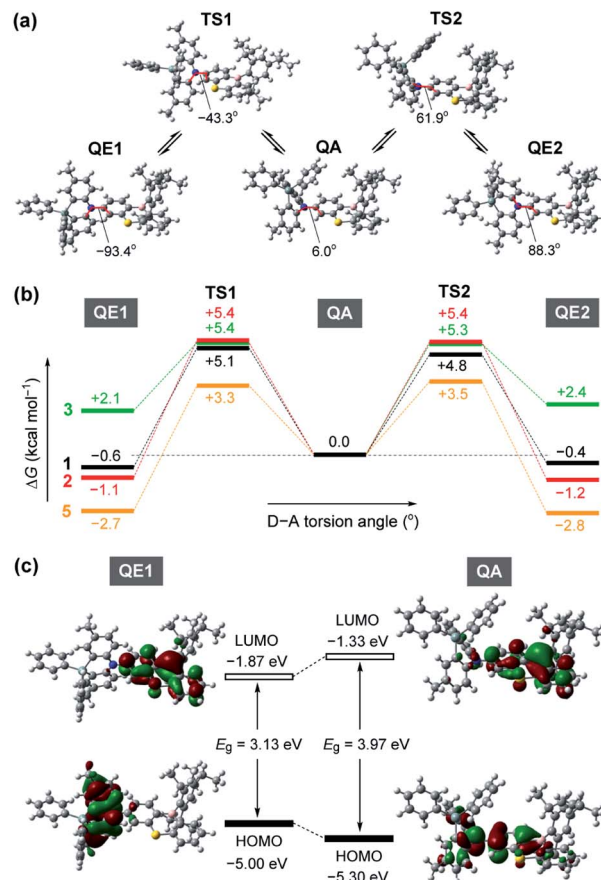 (a)
TS1
TS2
−43.3°
61.9°
QE1
QA
QE2
−93.4°
6.0°
88.3°
(b)
QE1
TS1
QA
TS2
QE2
+5.4
+5.4
+5.4
+5.3
+5.1
+4.8
+3.3
+3.5
3
+2.1
+2.4
0.0
1
−0.6
−0.4
2
−1.1
−1.2
5
−2.7
−2.8
ΔG (kcal mol⁻¹)
D−A torsion angle (°)
(c)
QE1
QA
LUMO
−1.87 eV
LUMO
−1.33 eV
Eg = 3.13 eV
Eg = 3.97 eV
HOMO
−5.00 eV
HOMO
−5.30 eV